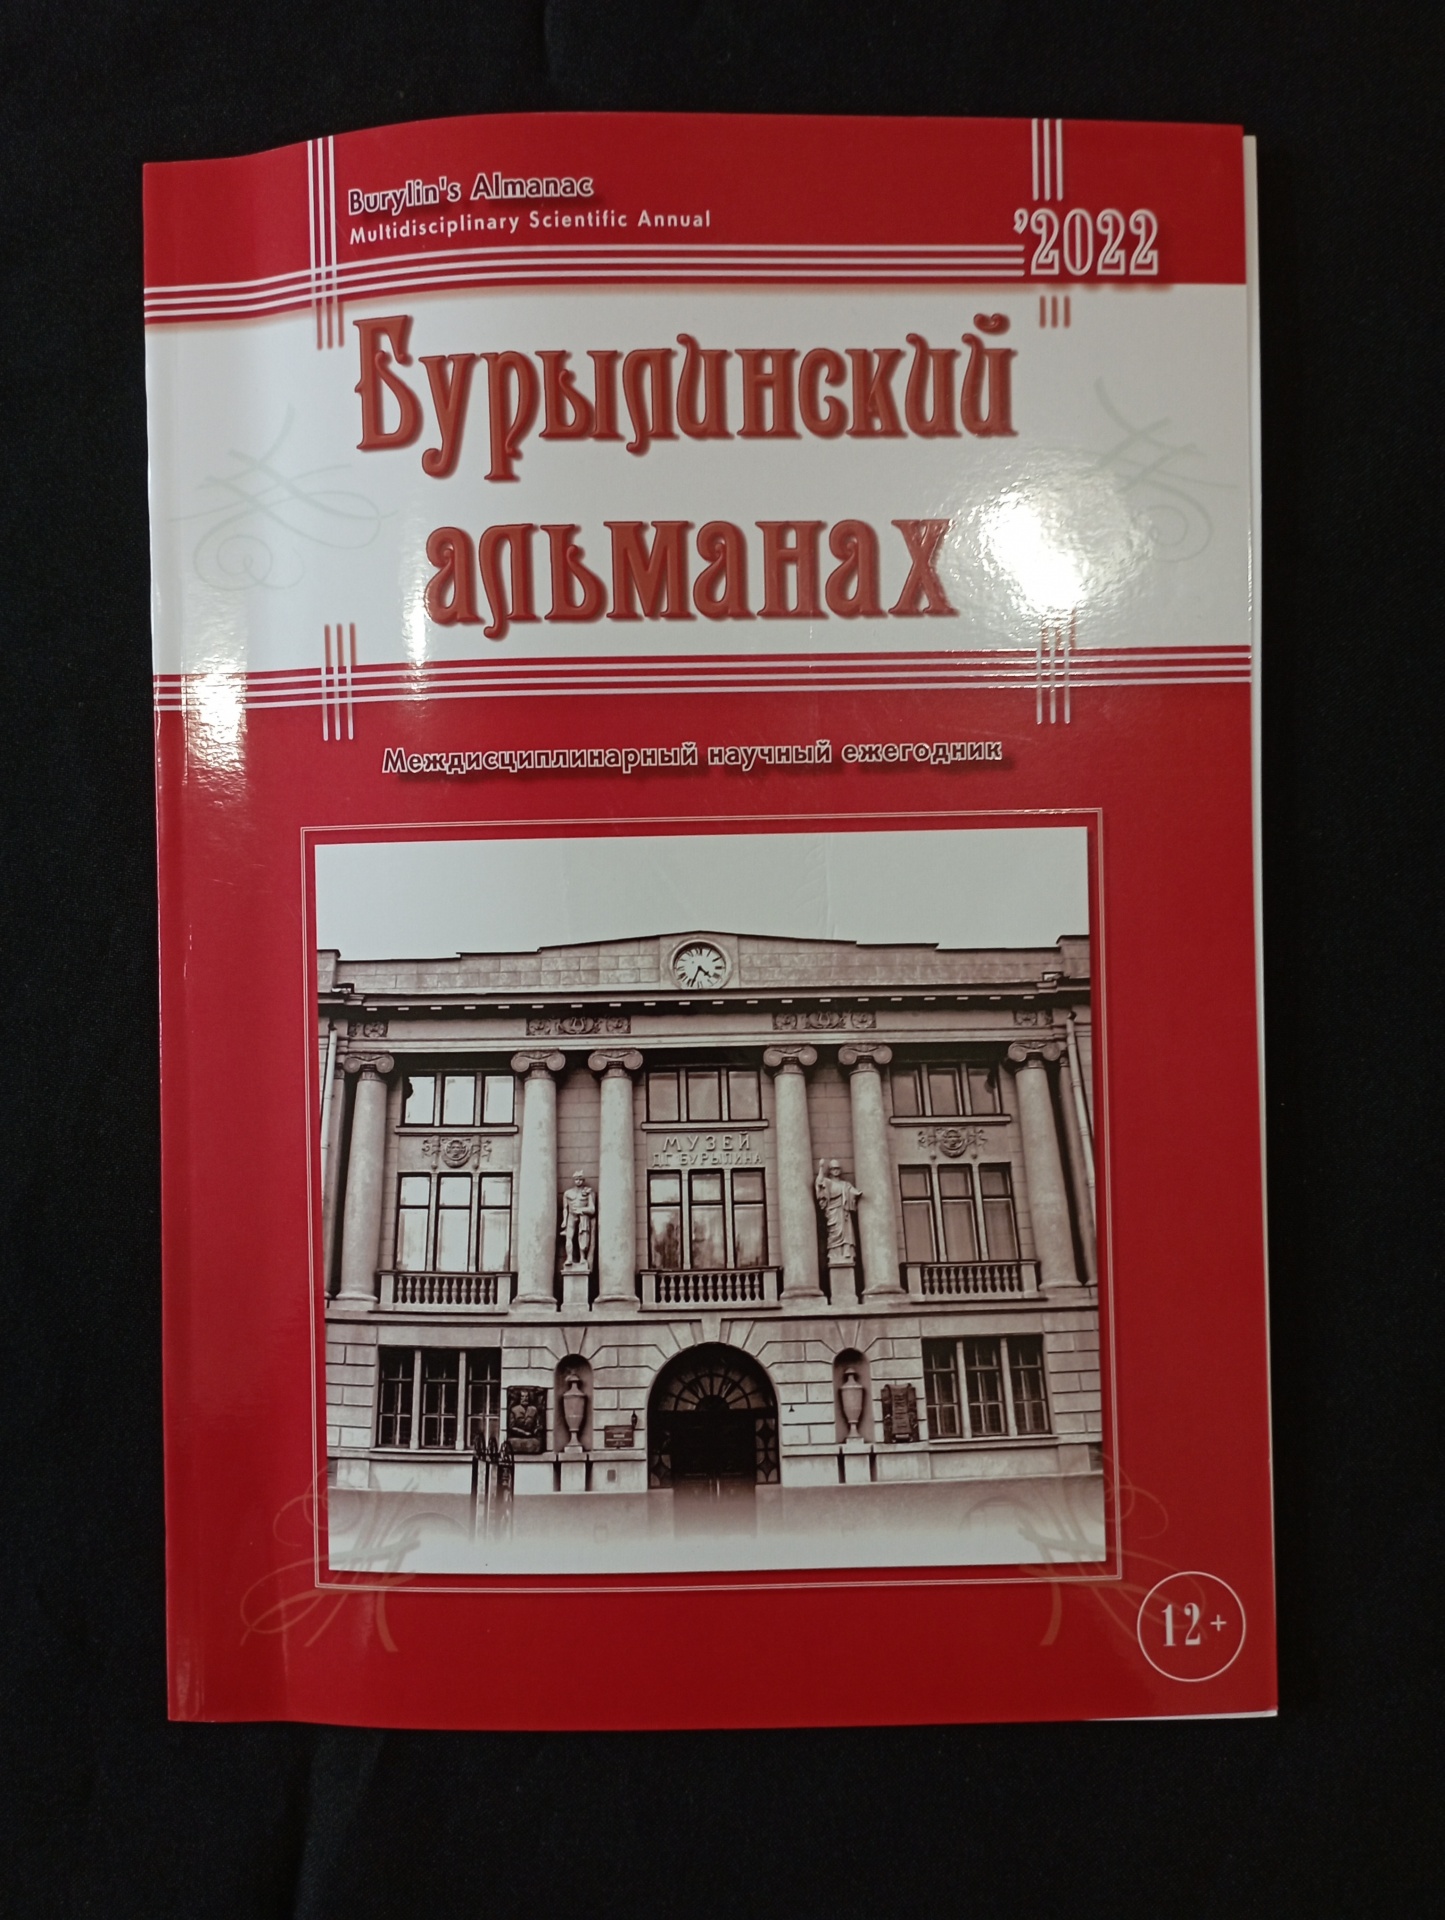 Burylin's Almanac
Multidisciplinary Scientific Annual
'2022
Бурылинский
альманах
Междисциплинарный научный ежегодник
МУЗЕЙ
Д.Г. БУРЫЛИНА
12+